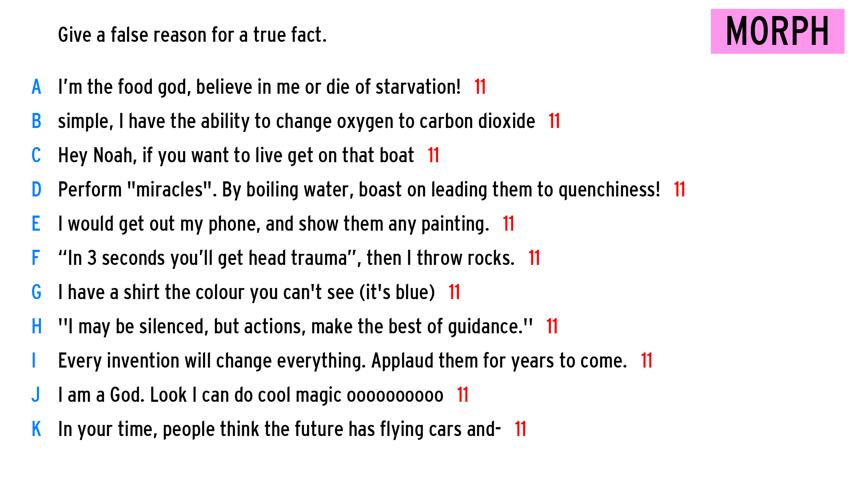 Give a false reason for a true fact.
MORPH
A I'm the food god, believe in me or die of starvation! 11
B simple, I have the ability to change oxygen to carbon dioxide 11
C Hey Noah, if you want to live get on that boat 11
D Perform "miracles". By boiling water, boast on leading them to quenchiness! 11
E I would get out my phone, and show them any painting. 11
F “In 3 seconds you’ll get head trauma”, then I throw rocks. 11
G I have a shirt the colour you can't see (it's blue) 11
H ''I may be silenced, but actions, make the best of guidance.'' 11
I Every invention will change everything. Applaud them for years to come. 11
J I am a God. Look I can do cool magic oooooooooo 11
K In your time, people think the future has flying cars and- 11